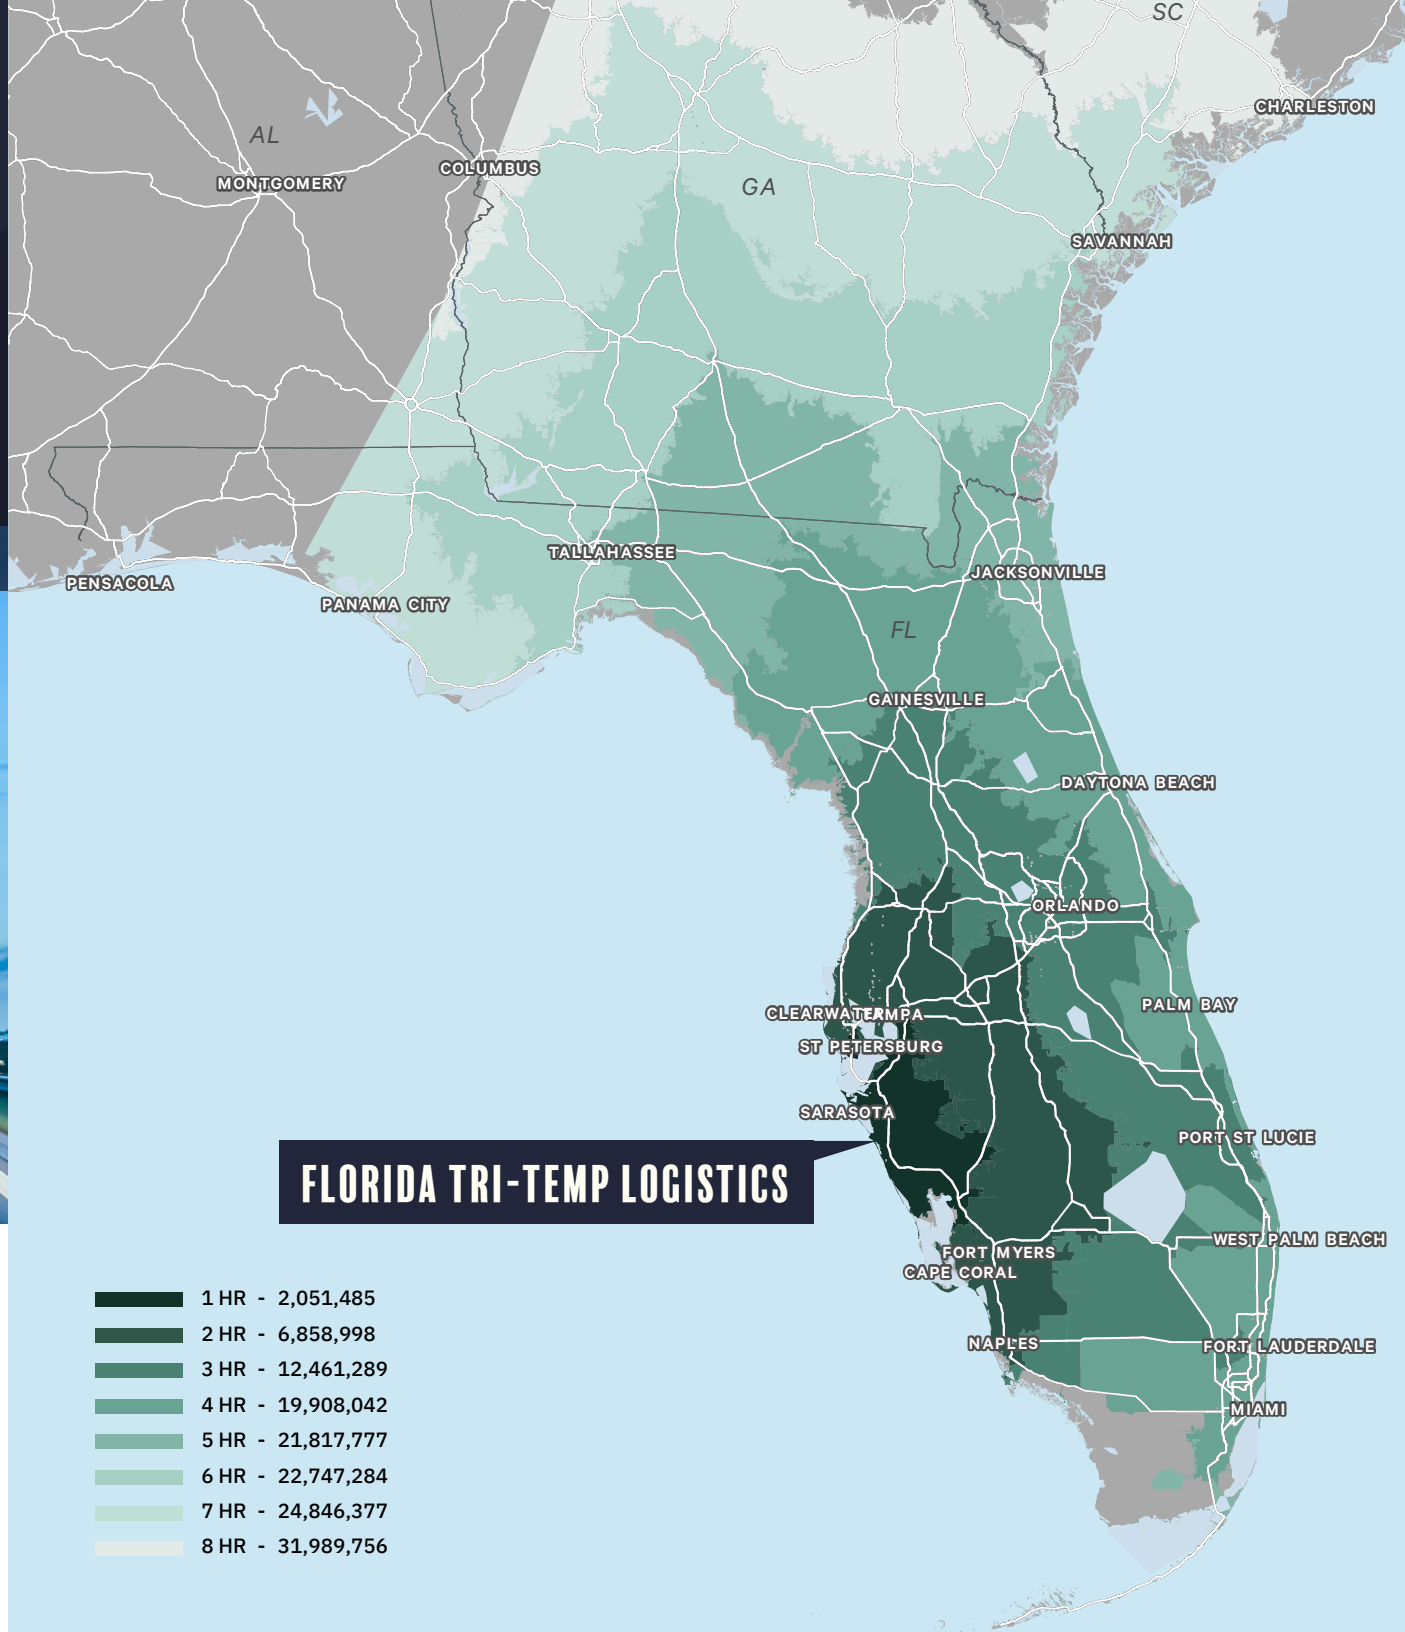 SC
CHARLESTON
AL
COLUMBUS
MONTGOMERY
GA
SAVANNAH
TALLAHASSEE
JACKSONVILLE
PENSACOLA
PANAMA CITY
FL
GAINESVILLE
DAYTONA BEACH
ORLANDO
PALM BAY
CLEARWATER
TAMPA
ST PETERSBURG
SARASOTA
PORT ST LUCIE
FLORIDA TRI-TEMP LOGISTICS
WEST PALM BEACH
FORT MYERS
CAPE CORAL
NAPLES
FORT LAUDERDALE
MIAMI
1 HR - 2,051,485
2 HR - 6,858,998
3 HR - 12,461,289
4 HR - 19,908,042
5 HR - 21,817,777
6 HR - 22,747,284
7 HR - 24,846,377
8 HR - 31,989,756